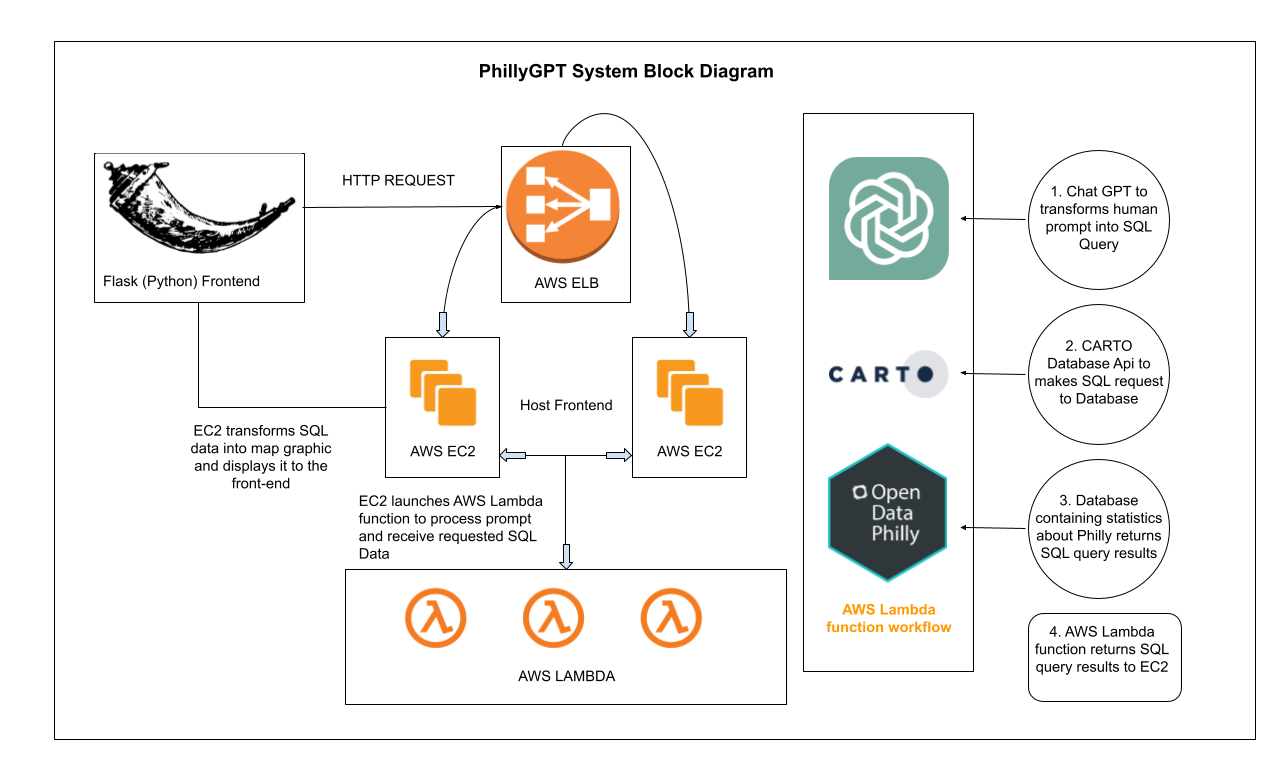 PhillyGPT System Block Diagram
HTTP REQUEST
Flask (Python) Frontend
AWS ELB
Host Frontend
AWS EC2
AWS EC2
EC2 transforms SQL
data into map graphic
and displays it to the
front-end
EC2 launches AWS Lambda
function to process prompt
and receive requested SQL
Data
AWS LAMBDA
CARTO
Open
Data
Philly
AWS Lambda
function workflow
1. Chat GPT to
transforms human
prompt into SQL
Query
2. CARTO
Database Api to
makes SQL request
to Database
3. Database
containing statistics
about Philly returns
SQL query results
4. AWS Lambda
function returns SQL
query results to EC2